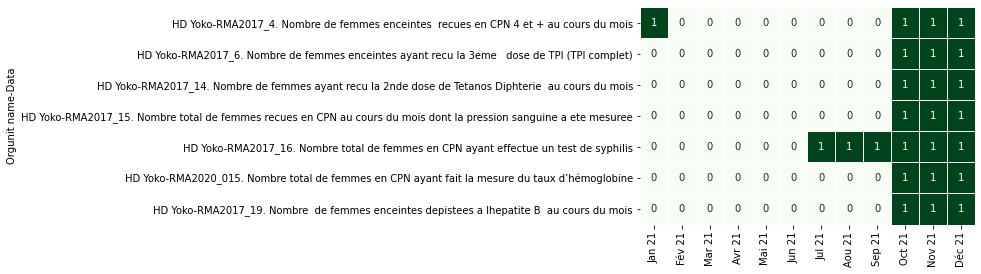 Orgunit name-Data
HD Yoko-RMA2017_4. Nombre de femmes enceintes  recues en CPN 4 et + au cours du mois
1 0 0 0 0 0 0 0 0 1 1 1
HD Yoko-RMA2017_6. Nombre de femmes enceintes ayant recu la 3eme   dose de TPI (TPI complet)
0 0 0 0 0 0 0 0 0 1 1 1
HD Yoko-RMA2017_14. Nombre de femmes ayant recu la 2nde dose de Tetanos Diphterie  au cours du mois
0 0 0 0 0 0 0 0 0 1 1 1
HD Yoko-RMA2017_15. Nombre total de femmes recues en CPN au cours du mois dont la pression sanguine a ete mesuree
0 0 0 0 0 0 0 0 0 1 1 1
HD Yoko-RMA2017_16. Nombre total de femmes en CPN ayant effectue un test de syphilis
0 0 0 0 0 0 1 1 1 1 1 1
HD Yoko-RMA2020_015. Nombre total de femmes en CPN ayant fait la mesure du taux d’hémoglobine
0 0 0 0 0 0 0 0 0 1 1 1
HD Yoko-RMA2017_19. Nombre  de femmes enceintes depistees a lhepatite B  au cours du mois
0 0 0 0 0 0 0 0 0 1 1 1
Jan 21
Fév 21
Mar 21
Avr 21
Mai 21
Jun 21
Jul 21
Aou 21
Sep 21
Oct 21
Nov 21
Déc 21